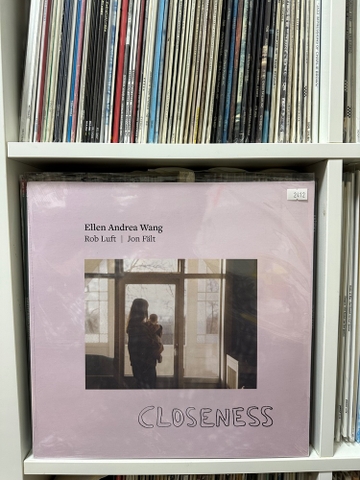 Ellen Andrea Wang
Rob Luft | Jon Fält
CLOSENESS